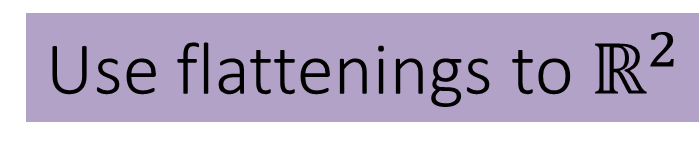 Use flattenings to ℝ²